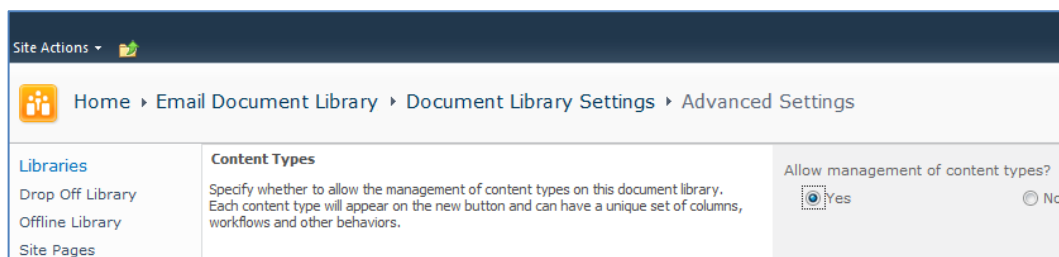 Site Actions
Home Email Document Library Document Library Settings Advanced Settings
Libraries
Drop Off Library
Offline Library
Site Pages
Content Types
Specify whether to allow the management of content types on this document library.
Each content type will appear on the new button and can have a unique set of columns,
workflows and other behaviors.
Allow management of content types?
Yes No